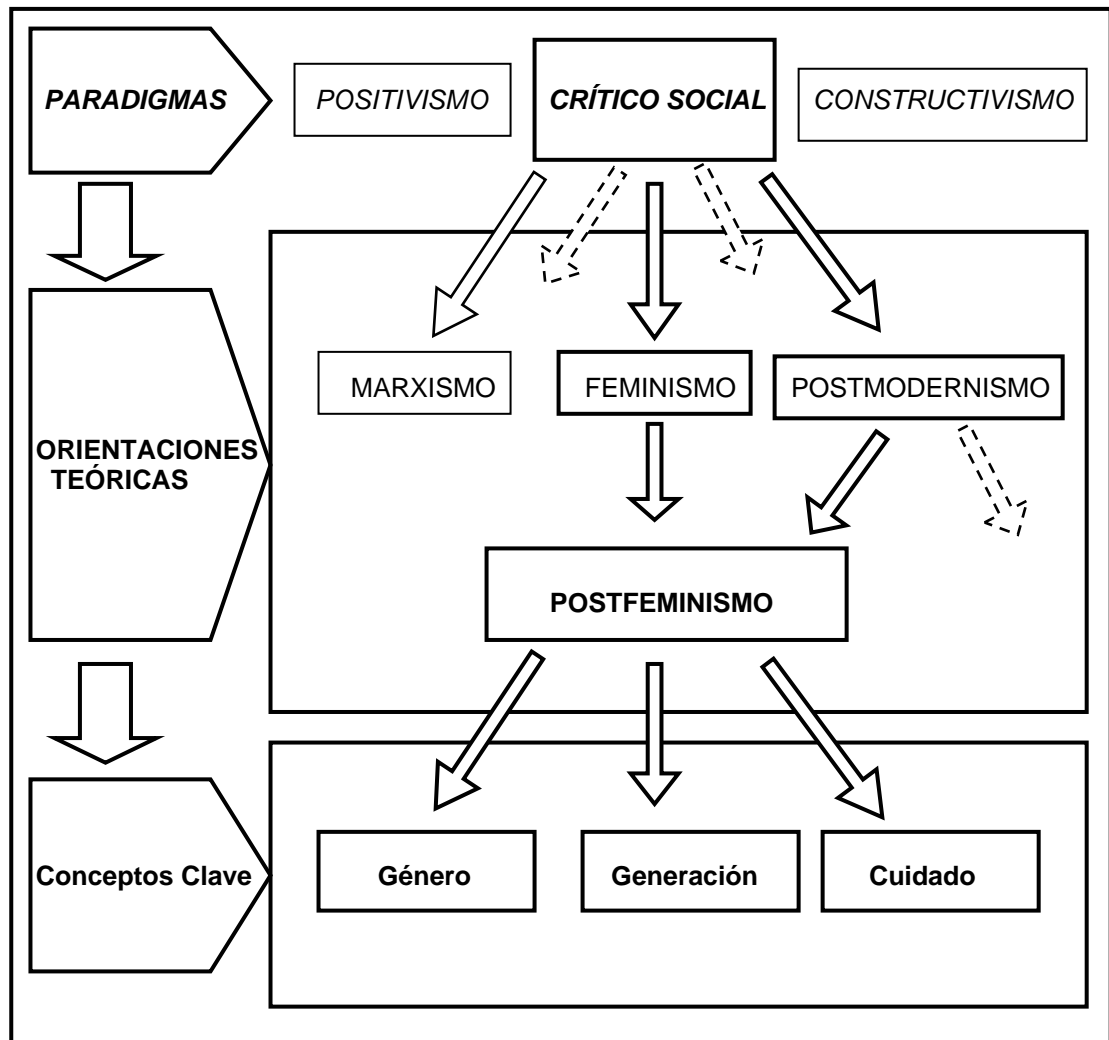 PARADIGMAS
POSITIVISMO
CRÍTICO SOCIAL
CONSTRUCTIVISMO
MARXISMO
FEMINISMO
POSTMODERNISMO
ORIENTACIONES
TEÓRICAS
POSTFEMINISMO
Conceptos Clave
Género
Generación
Cuidado